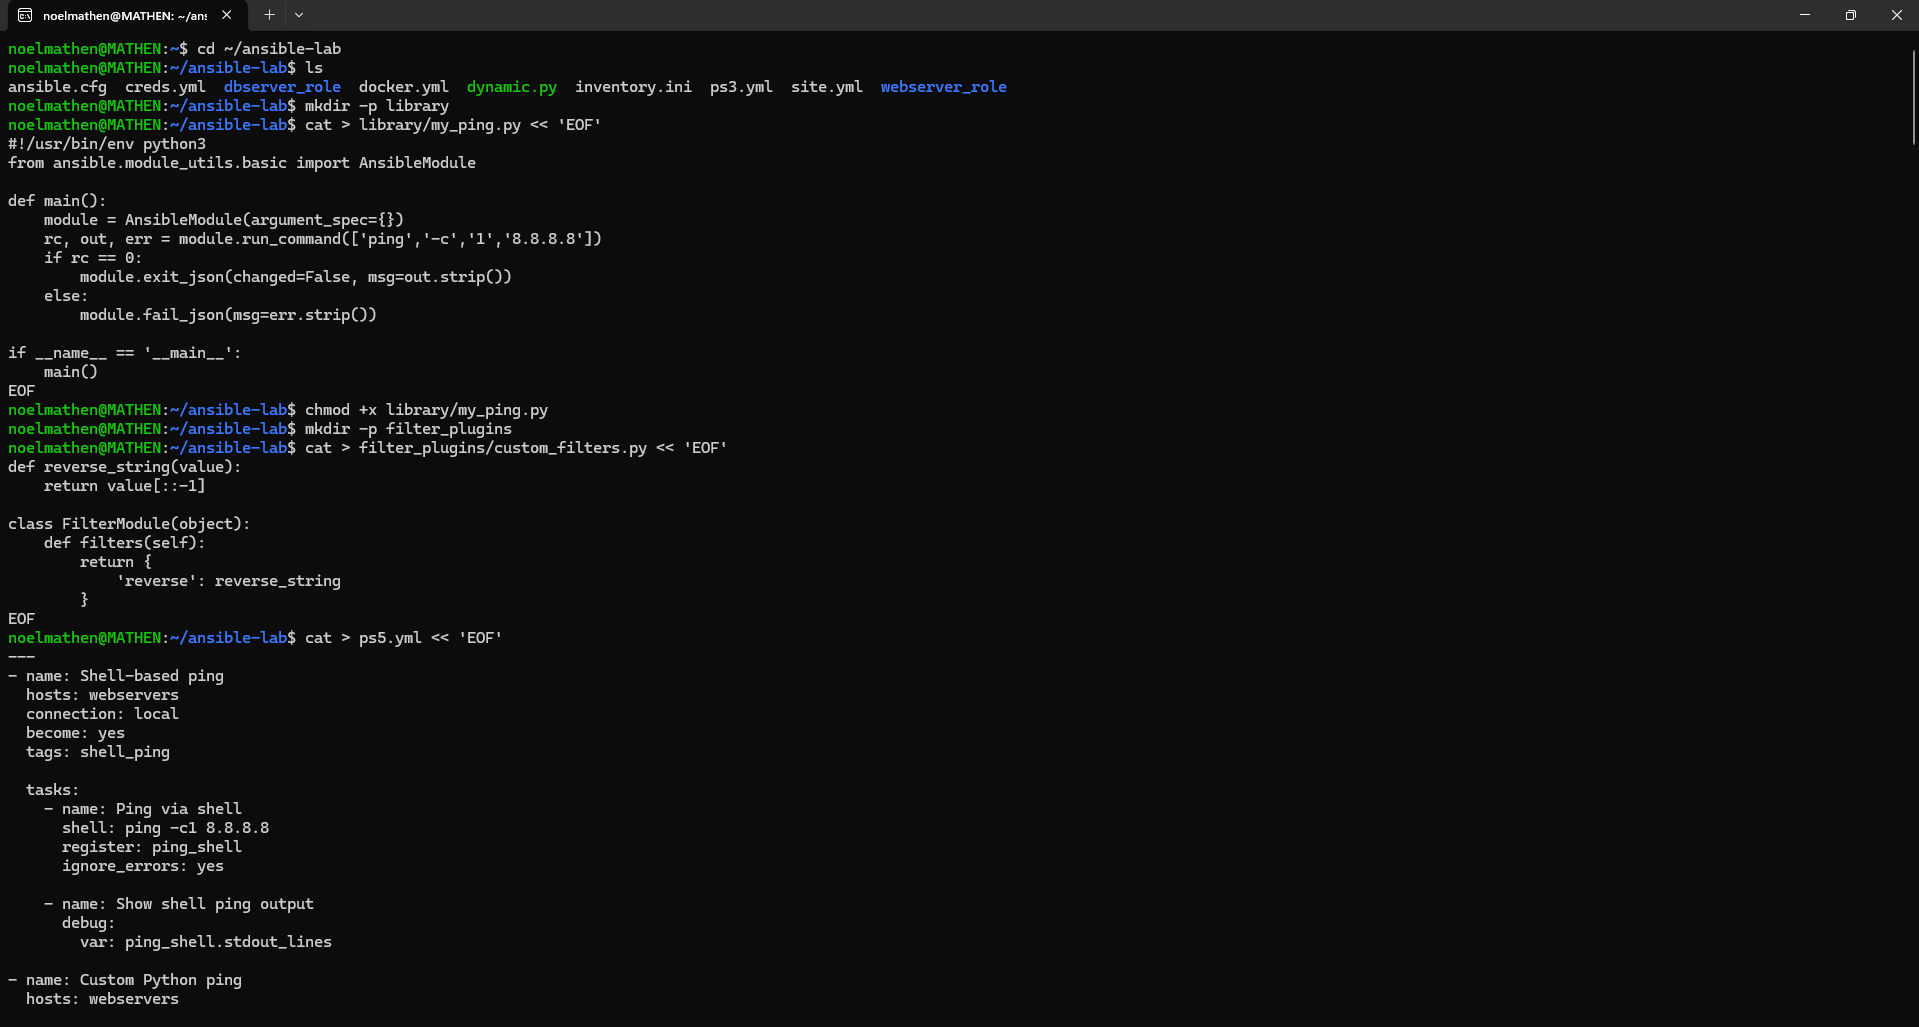 noelmathen@MATHEN: ~/ans
noelmathen@MATHEN:~$ cd ~/ansible-lab
noelmathen@MATHEN:~/ansible-lab$ ls
ansible.cfg  creds.yml  dbserver_role  docker.yml  dynamic.py  inventory.ini  ps3.yml  site.yml  webserver_role
noelmathen@MATHEN:~/ansible-lab$ mkdir -p library
noelmathen@MATHEN:~/ansible-lab$ cat > library/my_ping.py << 'EOF'
#!/usr/bin/env python3
from ansible.module_utils.basic import AnsibleModule

def main():
    module = AnsibleModule(argument_spec={})
    rc, out, err = module.run_command(['ping','-c','1','8.8.8.8'])
    if rc == 0:
        module.exit_json(changed=False, msg=out.strip())
    else:
        module.fail_json(msg=err.strip())

if __name__ == '__main__':
    main()
EOF
noelmathen@MATHEN:~/ansible-lab$ chmod +x library/my_ping.py
noelmathen@MATHEN:~/ansible-lab$ mkdir -p filter_plugins
noelmathen@MATHEN:~/ansible-lab$ cat > filter_plugins/custom_filters.py << 'EOF'
def reverse_string(value):
    return value[::-1]

class FilterModule(object):
    def filters(self):
        return {
            'reverse': reverse_string
        }
EOF
noelmathen@MATHEN:~/ansible-lab$ cat > ps5.yml << 'EOF'
---
- name: Shell-based ping
  hosts: webservers
  connection: local
  become: yes
  tags: shell_ping

  tasks:
    - name: Ping via shell
      shell: ping -c1 8.8.8.8
      register: ping_shell
      ignore_errors: yes

    - name: Show shell ping output
      debug:
        var: ping_shell.stdout_lines

- name: Custom Python ping
  hosts: webservers